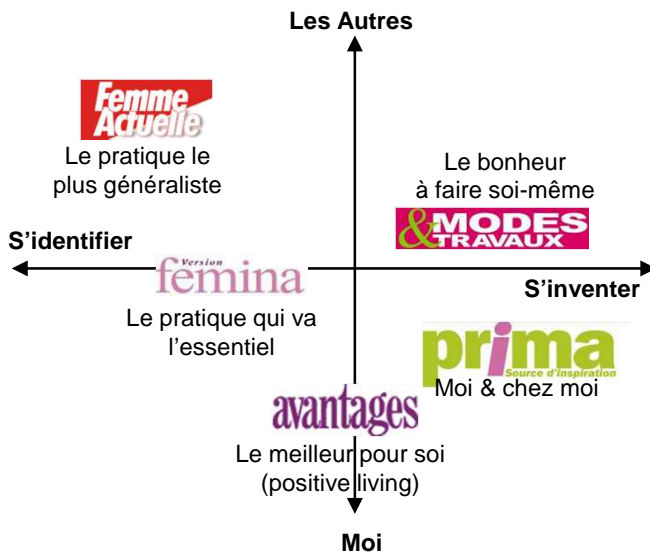 Les Autres
Femme
Actuelle
Le pratique le
plus généraliste
Le bonheur
à faire soi-même
&MODES
TRAVAUX
S'identifier
Version
femina
S'inventer
Le pratique qui va
l'essentiel
prima
Source d'inspiration
Moi & chez moi
avantages
Le meilleur pour soi
(positive living)
Moi